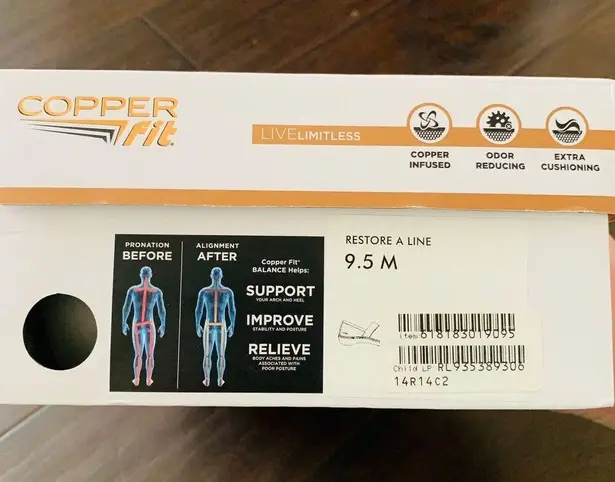 COPPER
Fit
LIVELIMITLESS
COPPER
INFUSED
ODOR
REDUCING
EXTRA
CUSHIONING
PRONATION
BEFORE
ALIGNMENT
AFTER
Copper Fit®
BALANCE Helps:
SUPPORT
YOUR ARCH AND HEEL
IMPROVE
STABILITY AND POSTURE
RELIEVE
BODY ACHES AND PAINS
ASSOCIATED WITH
POOR POSTURE
RESTORE A LINE
9.5 M
Item 618183019095
Child LP RL935389306
14R14C2